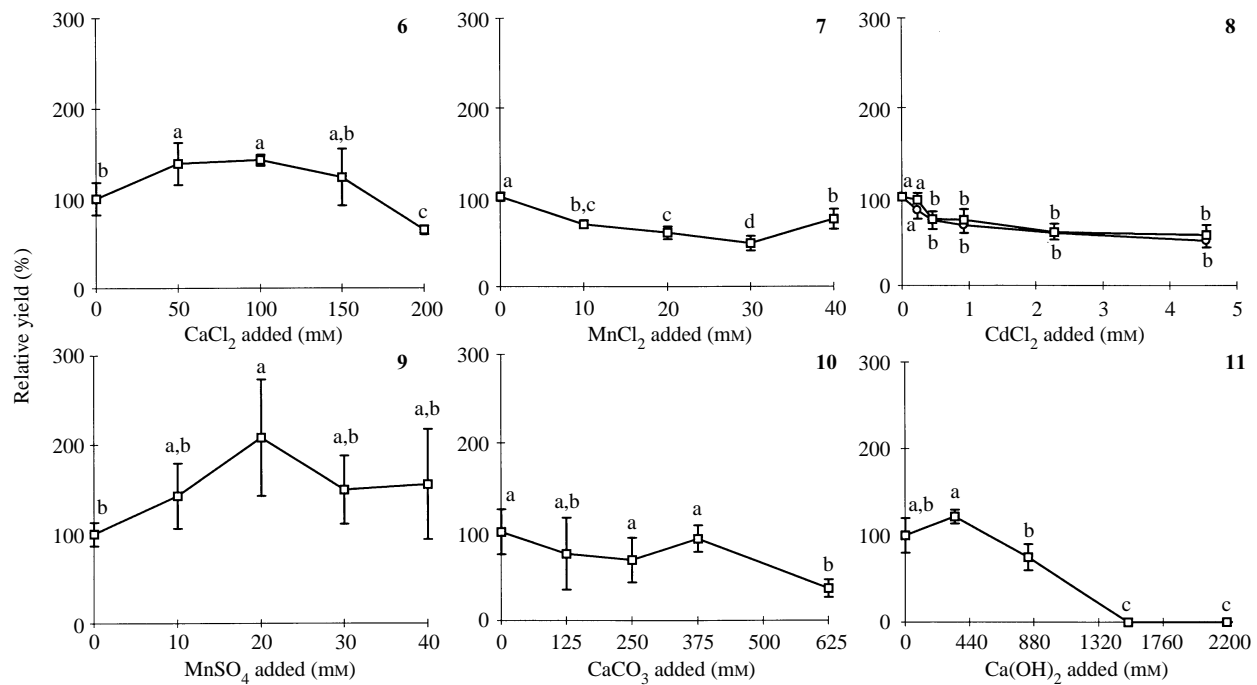 Relative yield (%)
6
300
200
100
0
b
a
a
a,b
c
0 50 100 150 200
CaCl2 added (mM)
7
300
200
100
0
a
b,c
c
d
b
0 10 20 30 40
MnCl2 added (mM)
8
300
200
100
0
a a
b b b b
a b b b b
0 1 2 3 4 5
CdCl2 added (mM)
9
300
200
100
0
b
a,b
a
a,b
a,b
0 10 20 30 40
MnSO4 added (mM)
10
300
200
100
0
a
a,b
a
a
b
0 125 250 375 500 625
CaCO3 added (mM)
11
300
200
100
0
a,b
a
b
c c
0 440 880 1320 1760 2200
Ca(OH)2 added (mM)